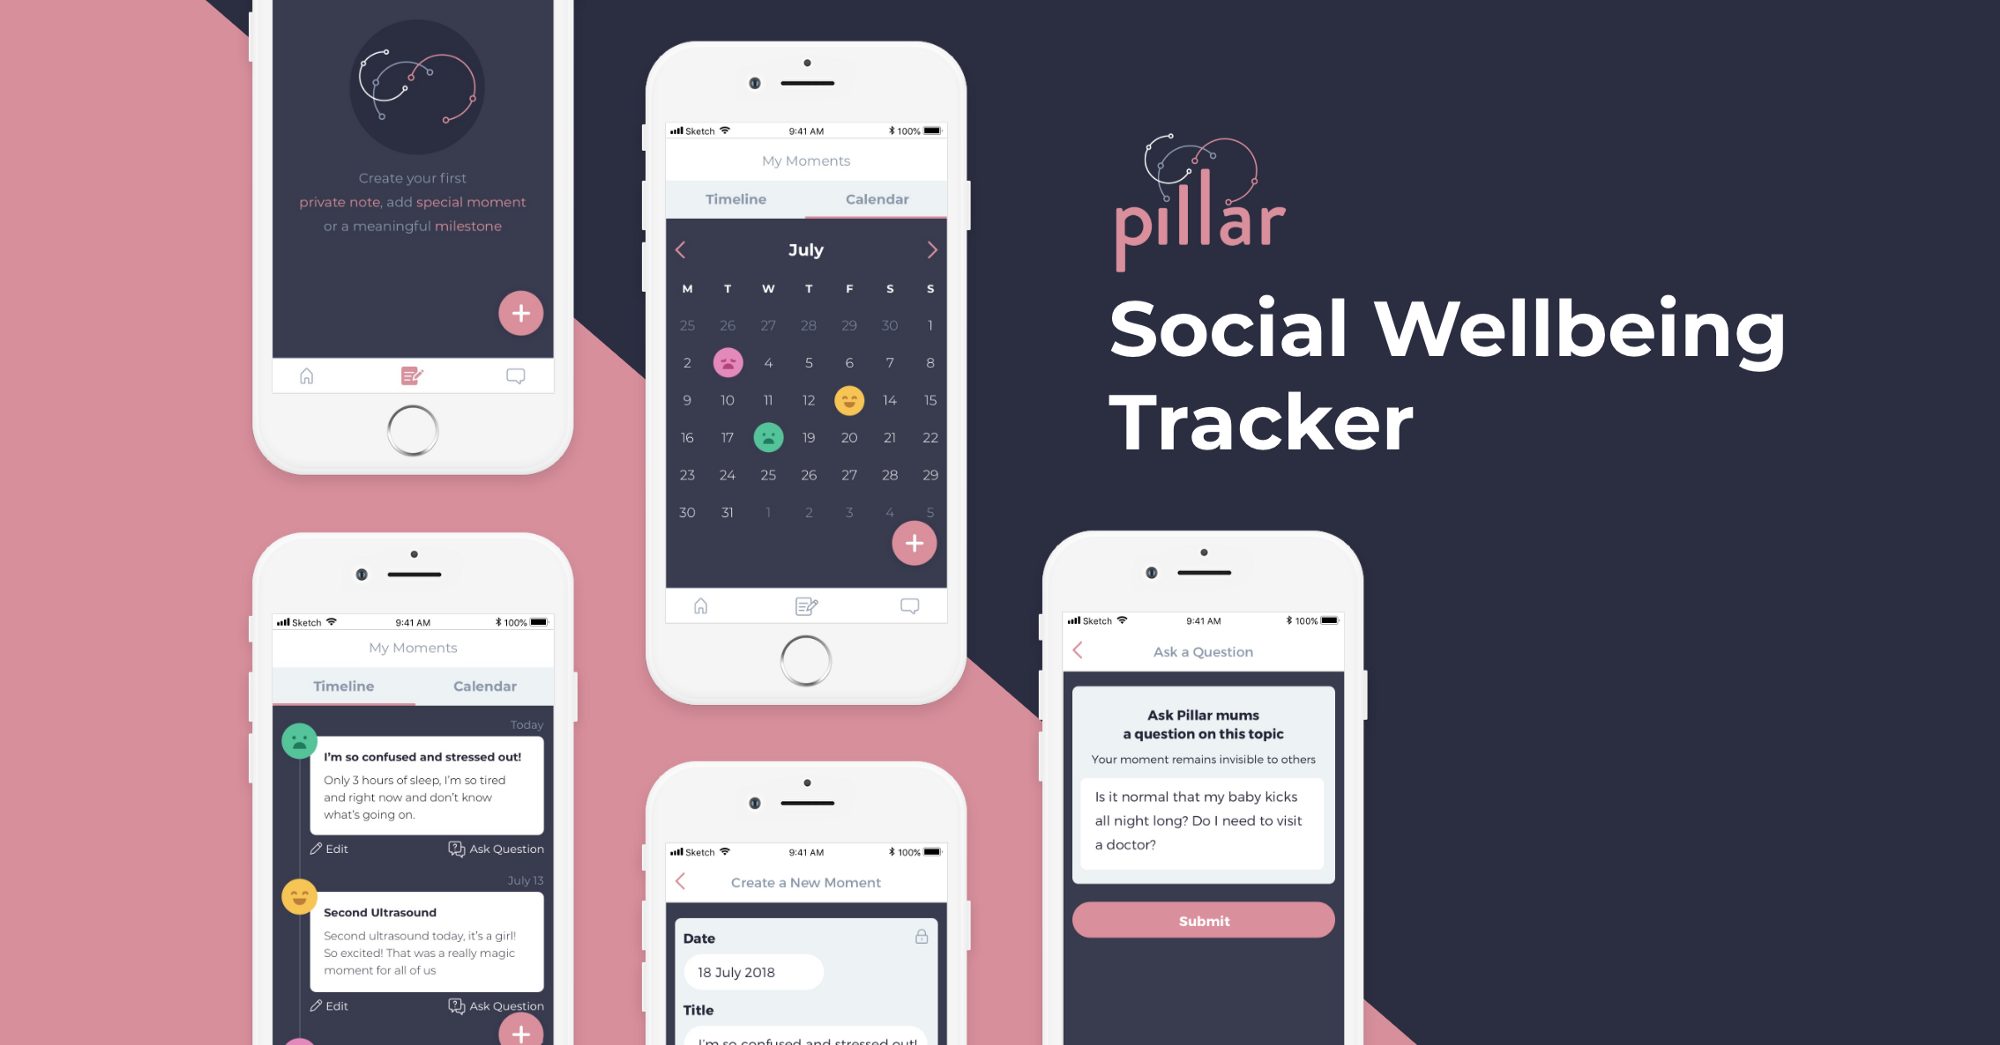 Create your first
private note, add special moment
or a meaningful milestone
Sketch 9:41 AM 100%
My Moments
Timeline Calendar
July
M T W T F S S
25 26 27 28 29 30 1
2 4 5 6 7 8
9 10 11 12 14 15
16 17 19 20 21 22
23 24 25 26 27 28 29
30 31 1 2 3 4 5
pillar
Social Wellbeing
Tracker
Sketch 9:41 AM 100%
My Moments
Timeline Calendar
Today
I'm so confused and stressed out!
Only 3 hours of sleep, I'm so tired
and right now and don't know
what's going on.
Edit Ask Question
July 13
Second Ultrasound
Second ultrasound today, it's a girl!
So excited! That was a really magic
moment for all of us
Edit Ask Question
Sketch 9:41 AM 100%
Create a New Moment
Date
18 July 2018
Title
I'm so confused and stressed out!
Sketch 9:41 AM 100%
Ask a Question
Ask Pillar mums
a question on this topic
Your moment remains invisible to others
Is it normal that my baby kicks
all night long? Do I need to visit
a doctor?
Submit